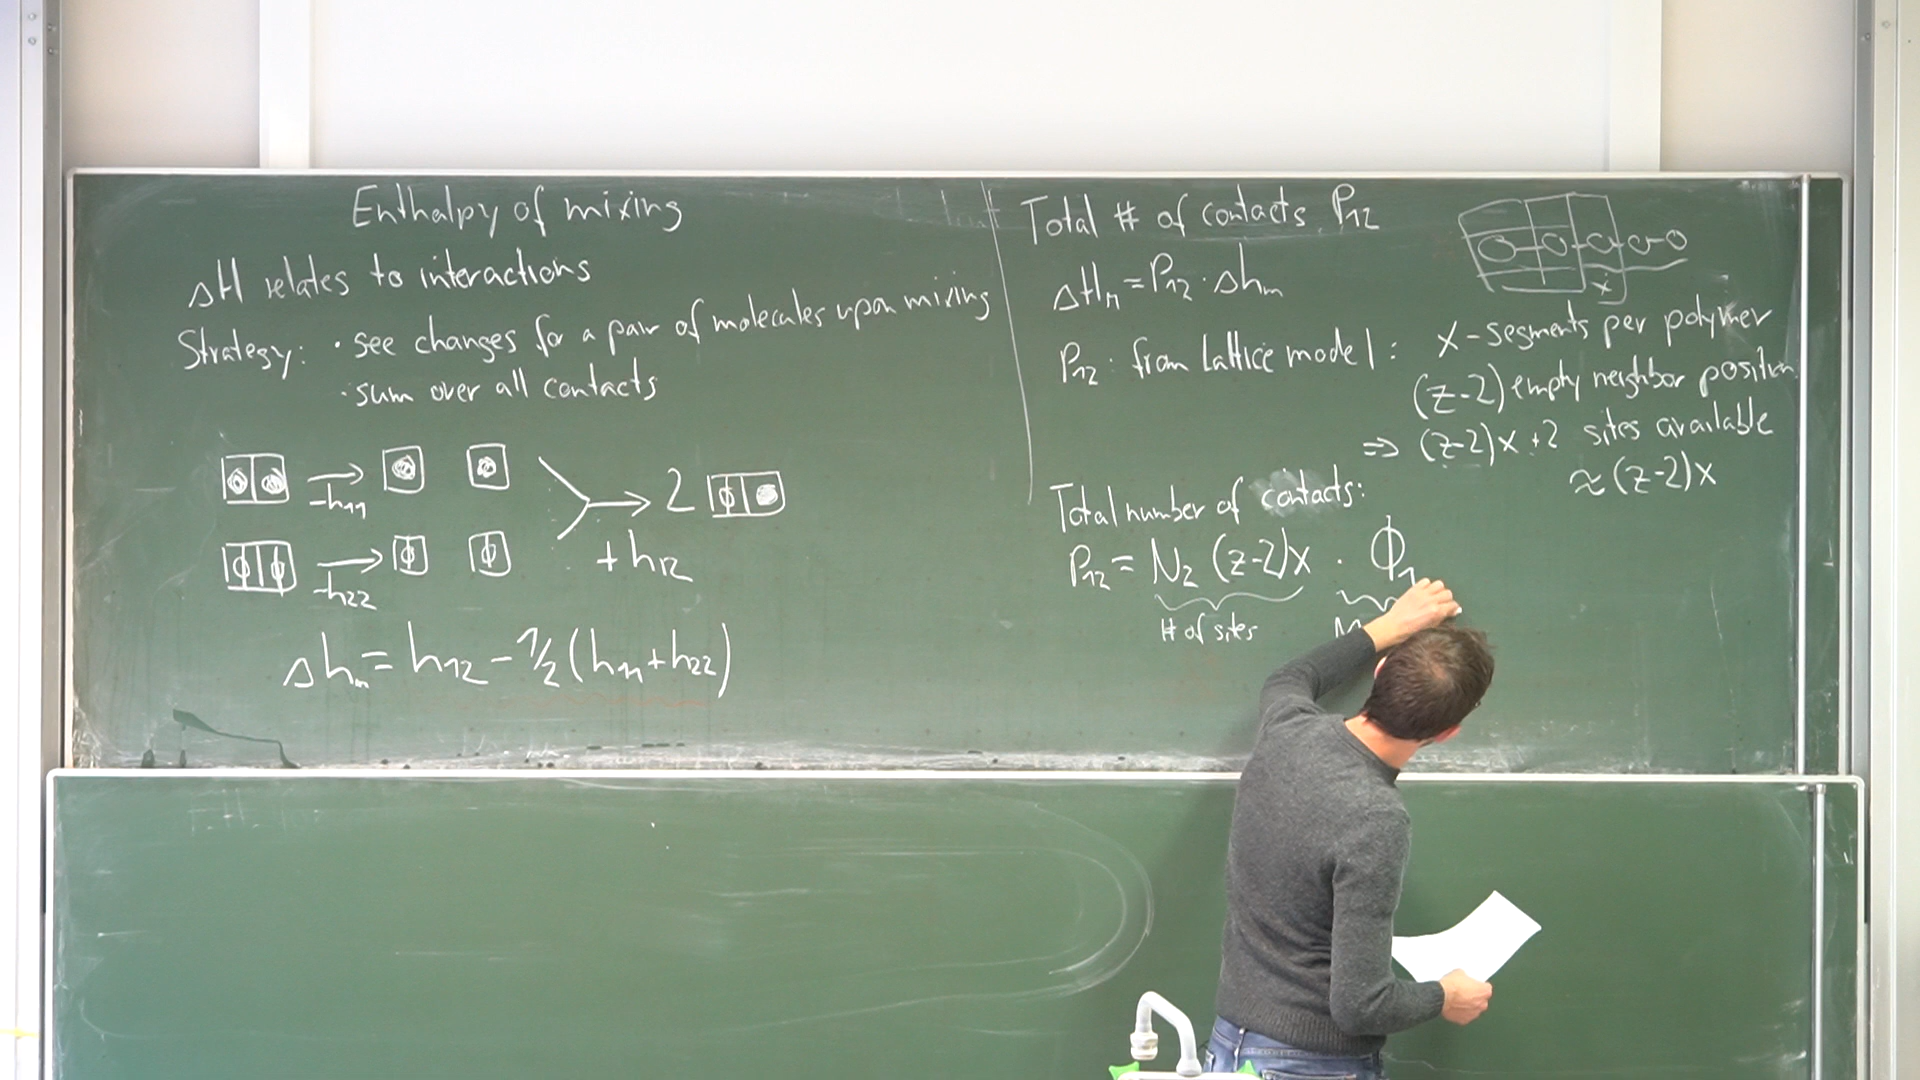 Enthalpy of mixing
ΔH relates to interactions
Strategy: · see changes for a pair of molecules upon mixing
· sum over all contacts
-h₁₁
2
-h₂₂
+h₁₂
Δhₘ = h₁₂ - 1/2 (h₁₁ + h₂₂)
Total # of contacts P₁₂
ΔHₘ = P₁₂ · Δhₘ
P₁₂: from Lattice model:
x
x-segments per polymer
(z-2) empty neighbor position
⇒ (z-2)x + 2 sites available
≈ (z-2)x
Total number of contacts:
P₁₂ = N₂ (z-2)x · Φ₁
# of sites